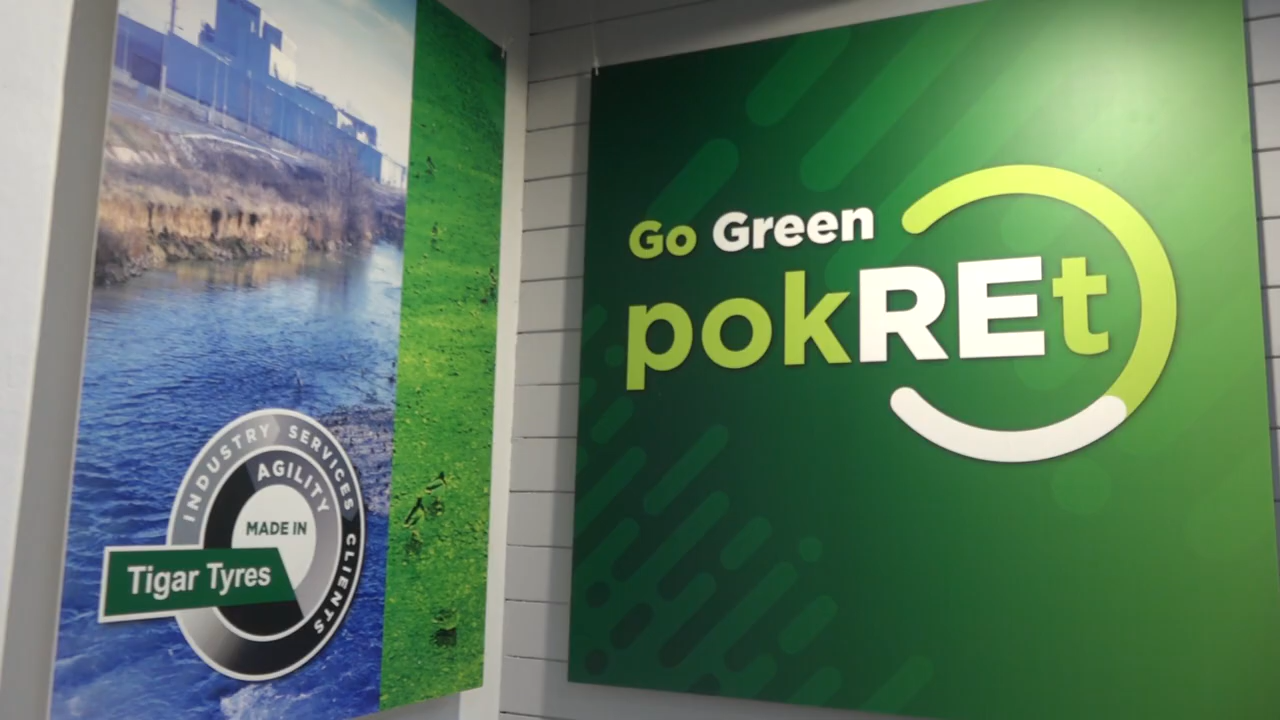 INDUSTRY SERVICES CLIENTS
AGILITY
MADE IN
Tigar Tyres
Go Green
pokREt